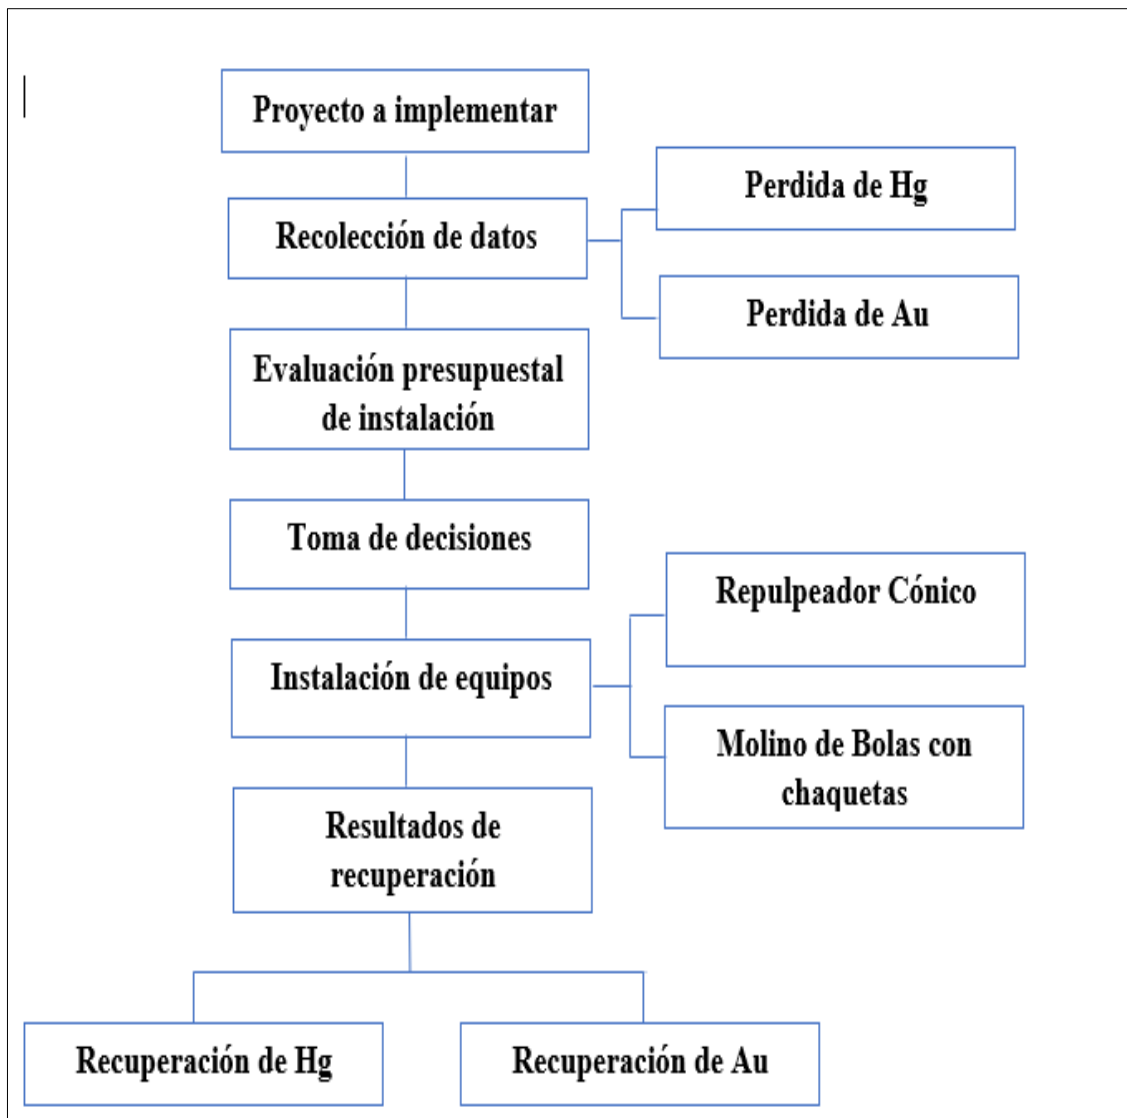 Proyecto a implementar
Recolección de datos
Perdida de Hg
Perdida de Au
Evaluación presupuestal
de instalación
Toma de decisiones
Instalación de equipos
Repulpeador Cónico
Molino de Bolas con
chaquetas
Resultados de
recuperación
Recuperación de Hg
Recuperación de Au